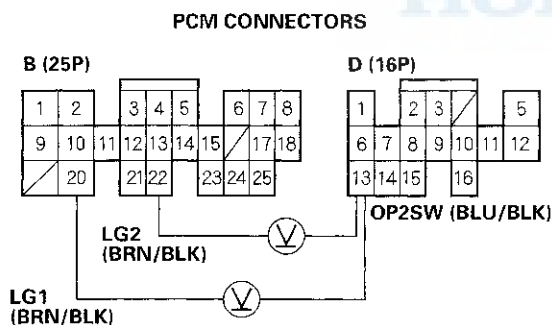 PCM CONNECTORS
B (25P)
D (16P)
1 2 3 4 5 6 7 8
1 2 3 5
9 10 11 12 13 14 15 17 18
6 7 8 9 10 11 12
20 21 22 23 24 25
13 14 15 16
OP2SW (BLU/BLK)
LG2
(BRN/BLK)
V
LG1
(BRN/BLK)
V